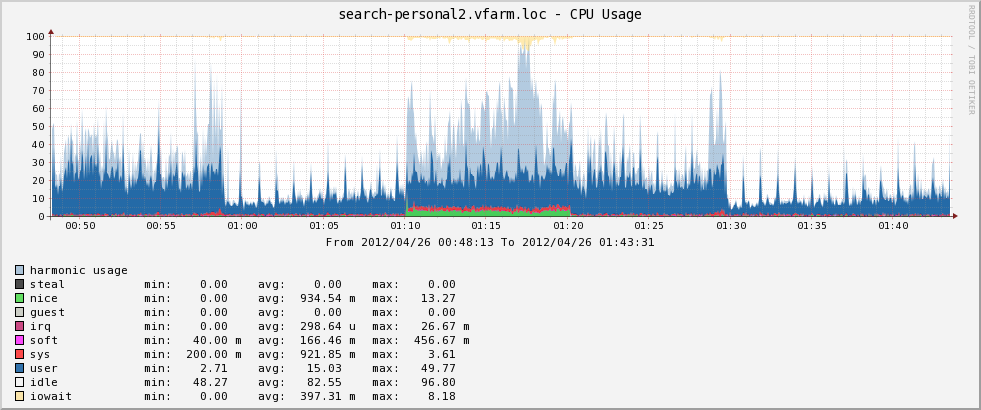 search-personal2.vfarm.loc - CPU Usage
RRDTOOL / TOBI OETIKER
100
90
80
70
60
50
40
30
20
10
0
00:50 00:55 01:00 01:05 01:10 01:15 01:20 01:25 01:30 01:35 01:40
From 2012/04/26 00:48:13 To 2012/04/26 01:43:31
harmonic usage
steal min: 0.00 avg: 0.00 max: 0.00
nice min: 0.00 avg: 934.54 m max: 13.27
guest min: 0.00 avg: 0.00 max: 0.00
irq min: 0.00 avg: 298.64 u max: 26.67 m
soft min: 40.00 m avg: 166.46 m max: 456.67 m
sys min: 200.00 m avg: 921.85 m max: 3.61
user min: 2.71 avg: 15.03 max: 49.77
idle min: 48.27 avg: 82.55 max: 96.80
iowait min: 0.00 avg: 397.31 m max: 8.18